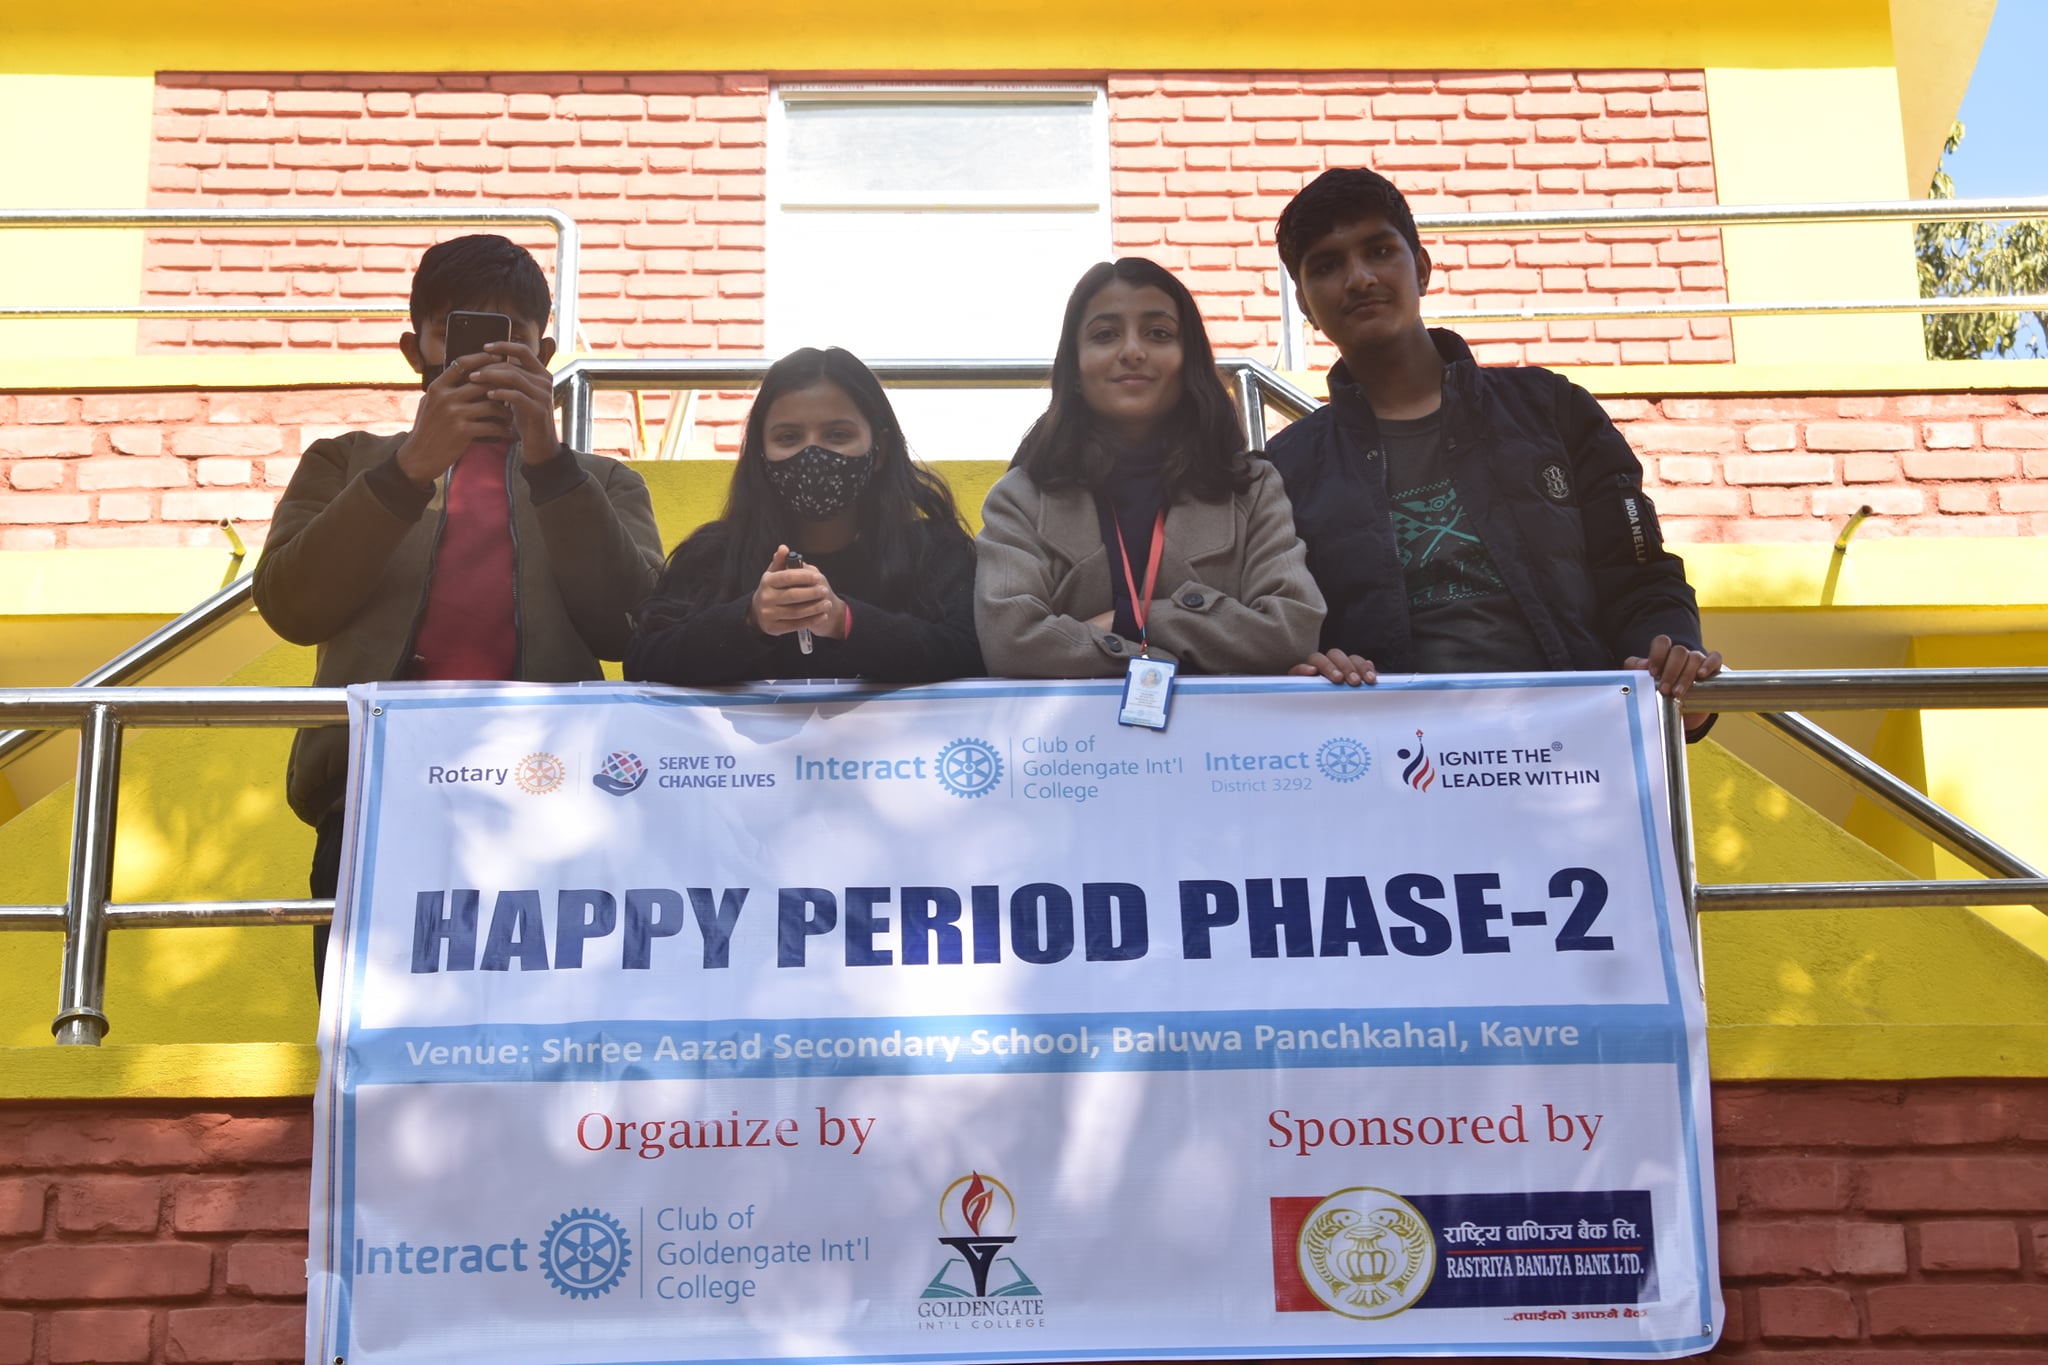 MODA NELL
Rotary
SERVE TO
CHANGE LIVES
Interact
Club of
Goldengate Int'l
College
Interact
District 3292
IGNITE THE
LEADER WITHIN
HAPPY PERIOD PHASE-2
Venue: Shree Aazad Secondary School, Baluwa Panchkahal, Kavre
Organize by
Sponsored by
Interact
Club of
Goldengate Int'l
College
GOLDENGATE
INT'L COLLEGE
राष्ट्रिय वाणिज्य बैंक लि.
RASTRIYA BANIJYA BANK LTD.
...तपाईंको आफ्नै बैंक